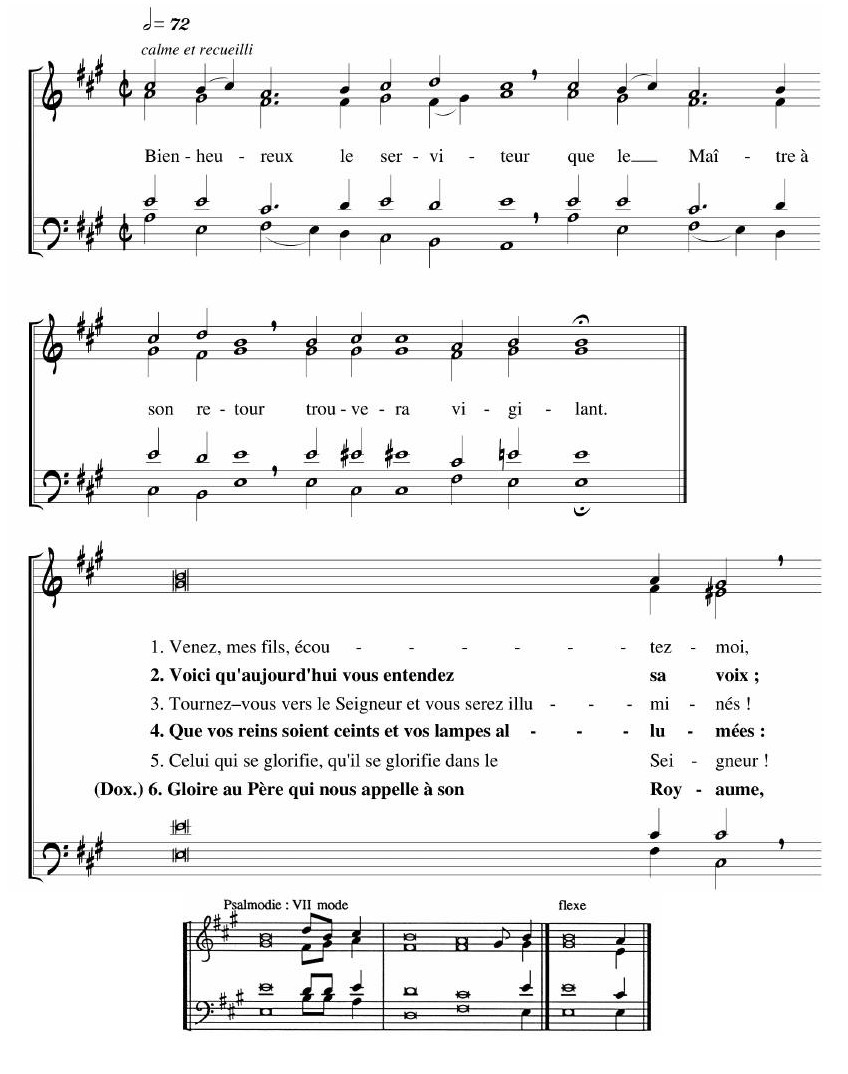 = 72
calme et recueilli
Bien - heu - reux le ser - vi - teur que le Maî - tre à
son re - tour trou - ve - ra vi - gi - lant.
1. Venez, mes fils, écou - - - - - - tez - moi,
2. Voici qu'aujourd'hui vous entendez sa voix ;
3. Tournez–vous vers le Seigneur et vous serez illu - - - mi - nés !
4. Que vos reins soient ceints et vos lampes al - - - - lu - mées :
5. Celui qui se glorifie, qu'il se glorifie dans le Sei - gneur !
(Dox.) 6. Gloire au Père qui nous appelle à son Roy - aume,
Psalmodie : VII mode flexe